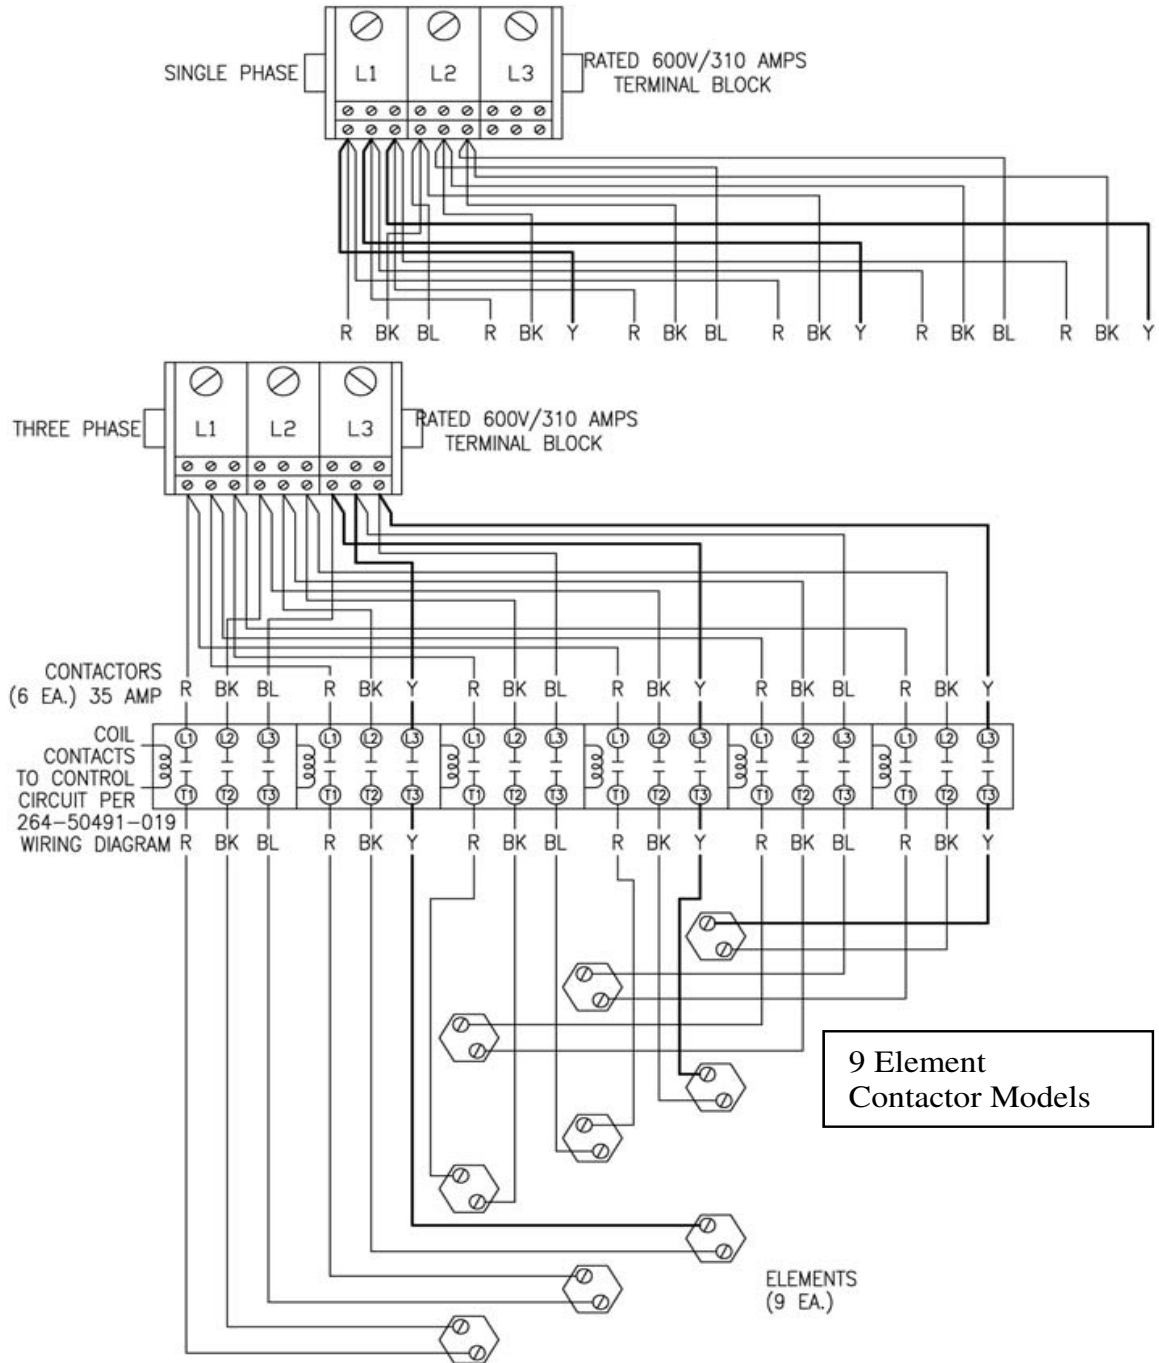 SINGLE PHASE
L1 L2 L3
RATED 600V/310 AMPS
TERMINAL BLOCK
R BK BL R BK Y R BK BL R BK Y R BK BL R BK Y
THREE PHASE
L1 L2 L3
RATED 600V/310 AMPS
TERMINAL BLOCK
CONTACTORS
(6 EA.) 35 AMP
R BK BL R BK Y R BK BL R BK Y R BK BL R BK Y
COIL
CONTACTS
TO CONTROL
CIRCUIT PER
264-50491-019
WIRING DIAGRAM
L1 L2 L3 L1 L2 L3 L1 L2 L3 L1 L2 L3 L1 L2 L3 L1 L2 L3
T1 T2 T3 T1 T2 T3 T1 T2 T3 T1 T2 T3 T1 T2 T3 T1 T2 T3
R BK BL R BK Y R BK BL R BK Y R BK BL R BK Y
9 Element
Contactor Models
ELEMENTS
(9 EA.)